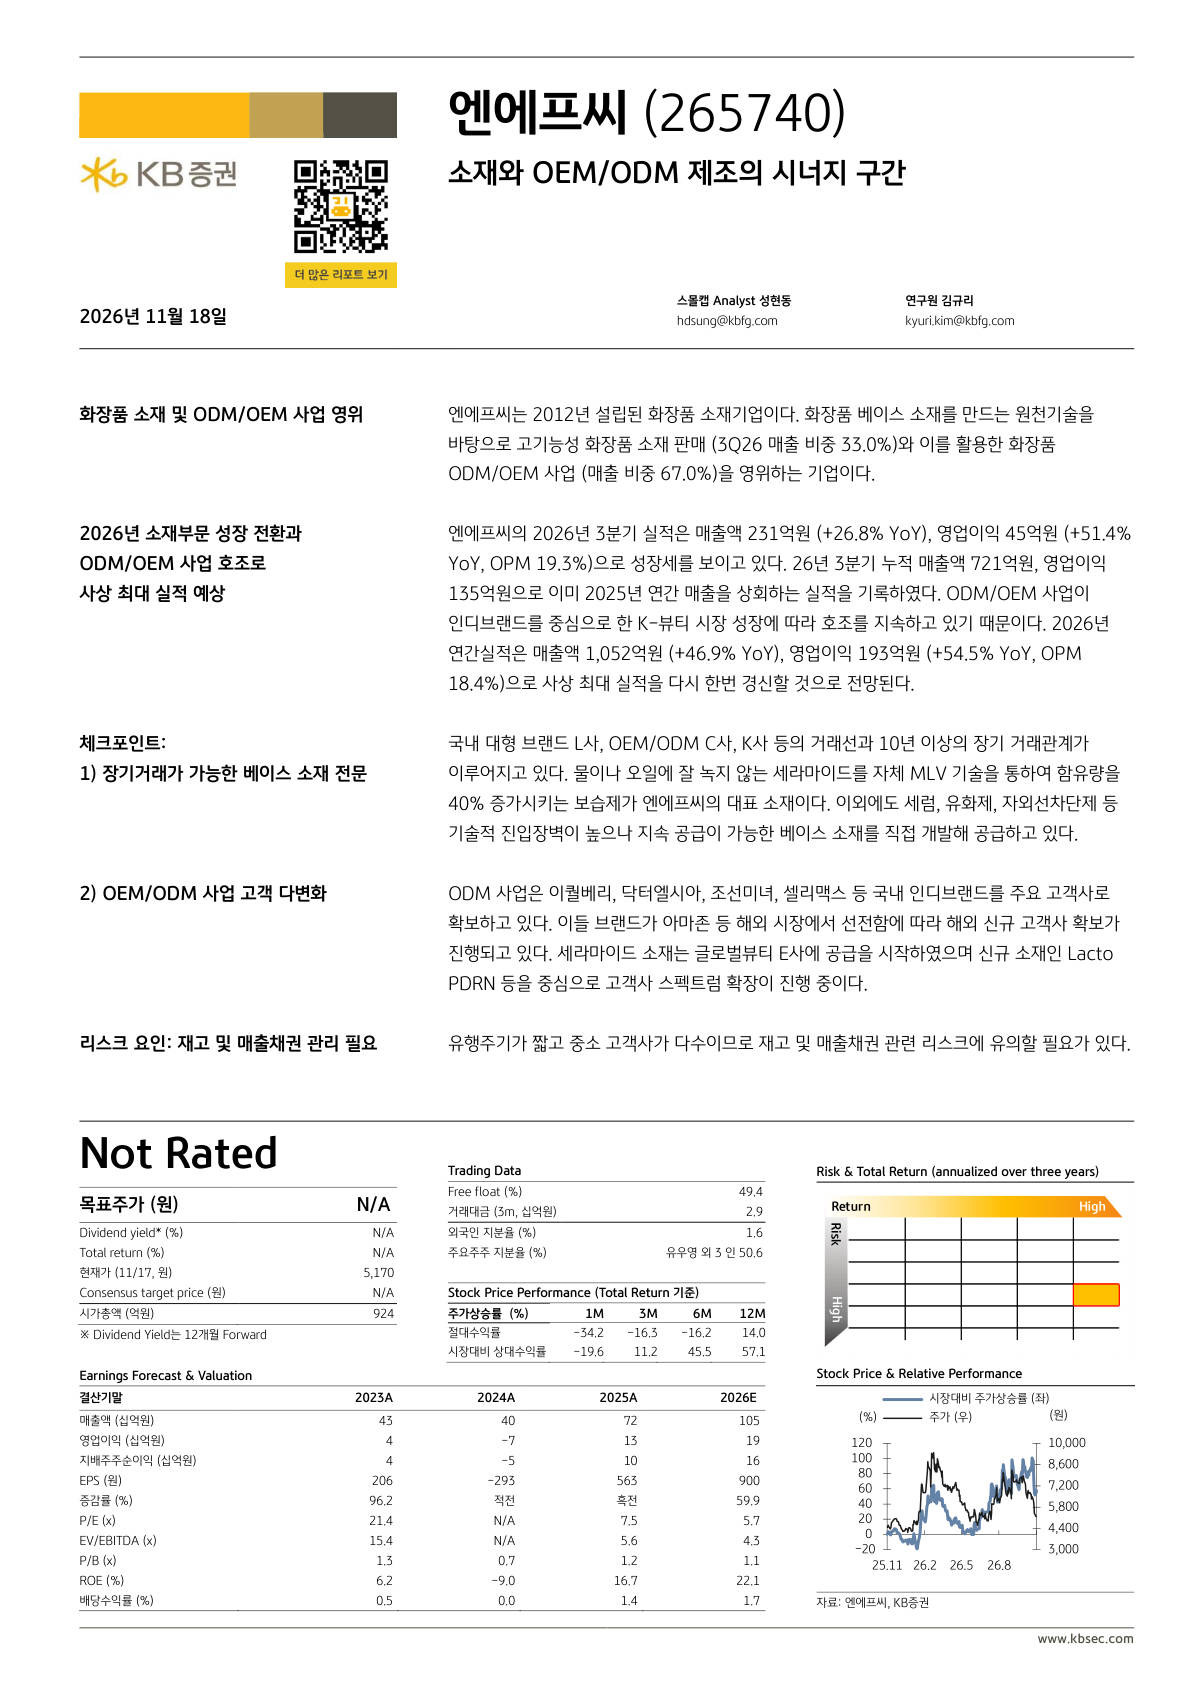 엔에프씨 (265740)
소재와 OEM/ODM 제조의 시너지 구간
KB증권
더 많은 리포트 보기
2026년 11월 18일
스몰캡 Analyst 성현동
hdsung@kbfg.com
연구원 김규리
kyuri.kim@kbfg.com
화장품 소재 및 ODM/OEM 사업 영위
엔에프씨는 2012년 설립된 화장품 소재기업이다. 화장품 베이스 소재를 만드는 원천기술을
바탕으로 고기능성 화장품 소재 판매 (3Q26 매출 비중 33.0%)와 이를 활용한 화장품
ODM/OEM 사업 (매출 비중 67.0%)을 영위하는 기업이다.
2026년 소재부문 성장 전환과
ODM/OEM 사업 호조로
사상 최대 실적 예상
엔에프씨의 2026년 3분기 실적은 매출액 231억원 (+26.8% YoY), 영업이익 45억원 (+51.4%
YoY, OPM 19.3%)으로 성장세를 보이고 있다. 26년 3분기 누적 매출액 721억원, 영업이익
135억원으로 이미 2025년 연간 매출을 상회하는 실적을 기록하였다. ODM/OEM 사업이
인디브랜드를 중심으로 한 K-뷰티 시장 성장에 따라 호조를 지속하고 있기 때문이다. 2026년
연간실적은 매출액 1,052억원 (+46.9% YoY), 영업이익 193억원 (+54.5% YoY, OPM
18.4%)으로 사상 최대 실적을 다시 한번 경신할 것으로 전망된다.
체크포인트:
1) 장기거래가 가능한 베이스 소재 전문
국내 대형 브랜드 L사, OEM/ODM C사, K사 등의 거래선과 10년 이상의 장기 거래관계가
이루어지고 있다. 물이나 오일에 잘 녹지 않는 세라마이드를 자체 MLV 기술을 통하여 함유량을
40% 증가시키는 보습제가 엔에프씨의 대표 소재이다. 이외에도 세럼, 유화제, 자외선차단제 등
기술적 진입장벽이 높으나 지속 공급이 가능한 베이스 소재를 직접 개발해 공급하고 있다.
2) OEM/ODM 사업 고객 다변화
ODM 사업은 이퀄베리, 닥터엘시아, 조선미녀, 셀리맥스 등 국내 인디브랜드를 주요 고객사로
확보하고 있다. 이들 브랜드가 아마존 등 해외 시장에서 선전함에 따라 해외 신규 고객사 확보가
진행되고 있다. 세라마이드 소재는 글로벌뷰티 E사에 공급을 시작하였으며 신규 소재인 Lacto
PDRN 등을 중심으로 고객사 스펙트럼 확장이 진행 중이다.
리스크 요인: 재고 및 매출채권 관리 필요
유행주기가 짧고 중소 고객사가 다수이므로 재고 및 매출채권 관련 리스크에 유의할 필요가 있다.
Not Rated
목표주가 (원) N/A
Dividend yield* (%) N/A
Total return (%) N/A
현재가 (11/17, 원) 5,170
Consensus target price (원) N/A
시가총액 (억원) 924
※ Dividend Yield는 12개월 Forward
Trading Data
Free float (%) 49.4
거래대금 (3m, 십억원) 2.9
외국인 지분율 (%) 1.6
주요주주 지분율 (%) 유우영 외 3 인 50.6
Stock Price Performance (Total Return 기준)
주가상승률 (%) 1M 3M 6M 12M
절대수익률 -34.2 -16.3 -16.2 14.0
시장대비 상대수익률 -19.6 11.2 45.5 57.1
Earnings Forecast & Valuation
결산기말 2023A 2024A 2025A 2026E
매출액 (십억원) 43 40 72 105
영업이익 (십억원) 4 -7 13 19
지배주주순이익 (십억원) 4 -5 10 16
EPS (원) 206 -293 563 900
증감률 (%) 96.2 적전 흑전 59.9
P/E (x) 21.4 N/A 7.5 5.7
EV/EBITDA (x) 15.4 N/A 5.6 4.3
P/B (x) 1.3 0.7 1.2 1.1
ROE (%) 6.2 -9.0 16.7 22.1
배당수익률 (%) 0.5 0.0 1.4 1.7
Risk & Total Return (annualized over three years)
Return High
Risk
High
Stock Price & Relative Performance
시장대비 주가상승률 (좌)
(%) 주가 (우) (원)
120 10,000
100 8,600
80 7,200
60 5,800
40 4,400
20 3,000
0
-20
25.11 26.2 26.5 26.8
자료: 엔에프씨, KB증권
www.kbsec.com